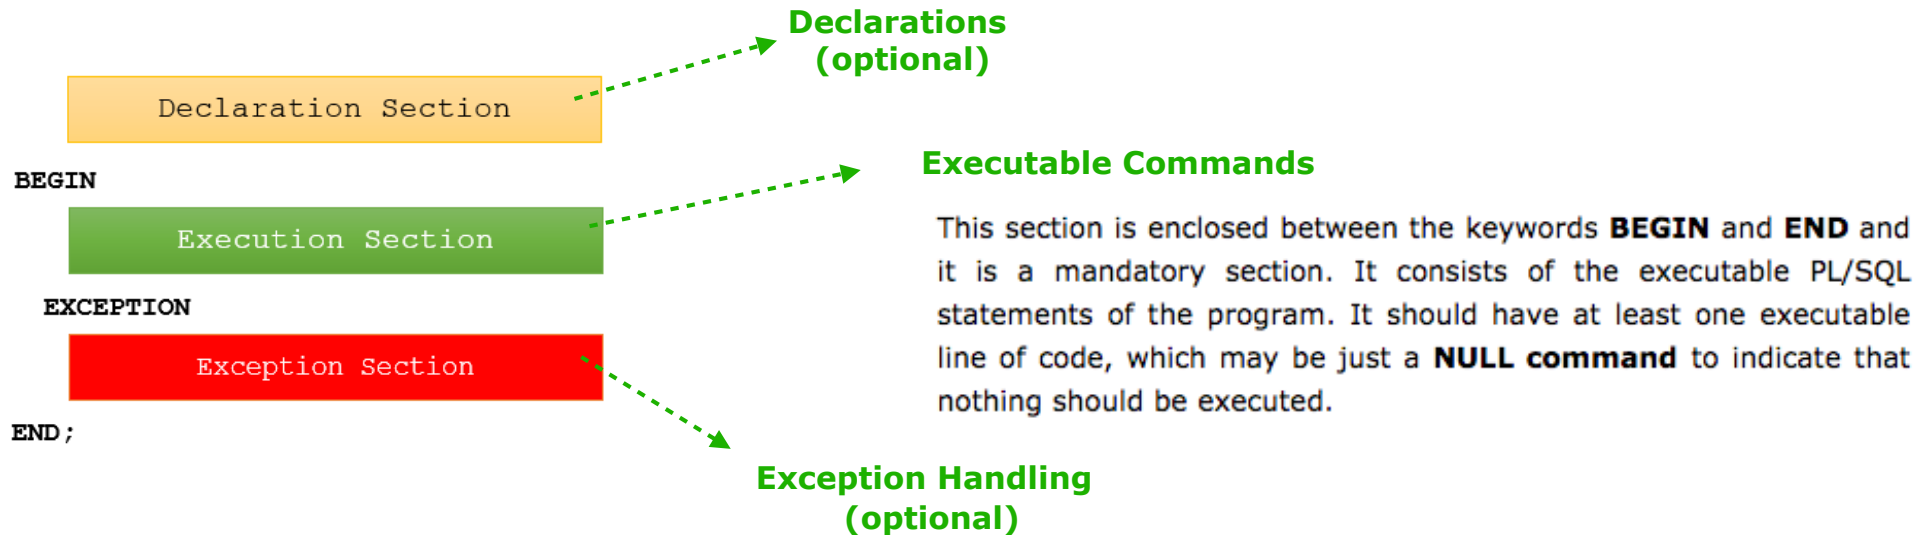 Declarations
(optional)
Declaration Section
BEGIN
Execution Section
EXCEPTION
Exception Section
END;
Executable Commands
This section is enclosed between the keywords BEGIN and END and
it is a mandatory section. It consists of the executable PL/SQL
statements of the program. It should have at least one executable
line of code, which may be just a NULL command to indicate that
nothing should be executed.
Exception Handling
(optional)